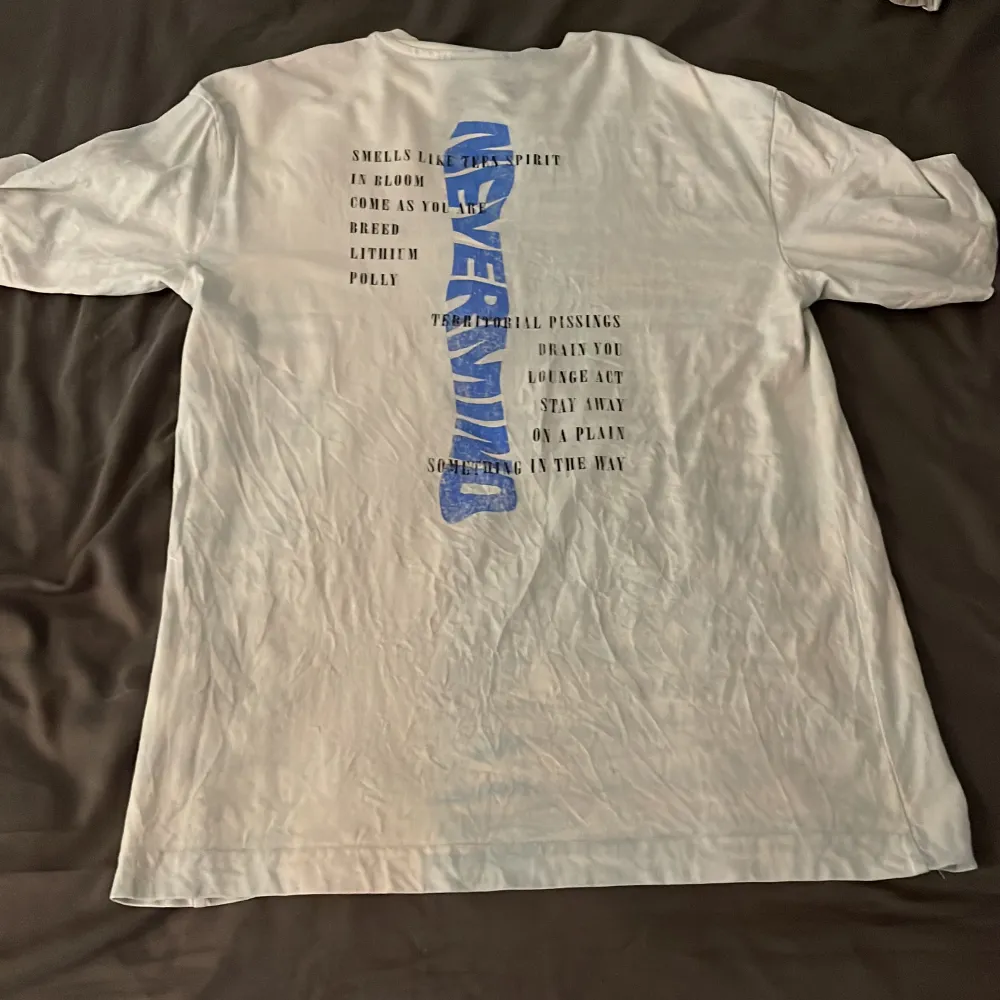 NEVERMIND
SMELLS LIKE TEEN SPIRIT
IN BLOOM
COME AS YOU ARE
BREED
LITHIUM
POLLY
TERRITORIAL PISSINGS
DRAIN YOU
LOUNGE ACT
STAY AWAY
ON A PLAIN
SOMETHING IN THE WAY